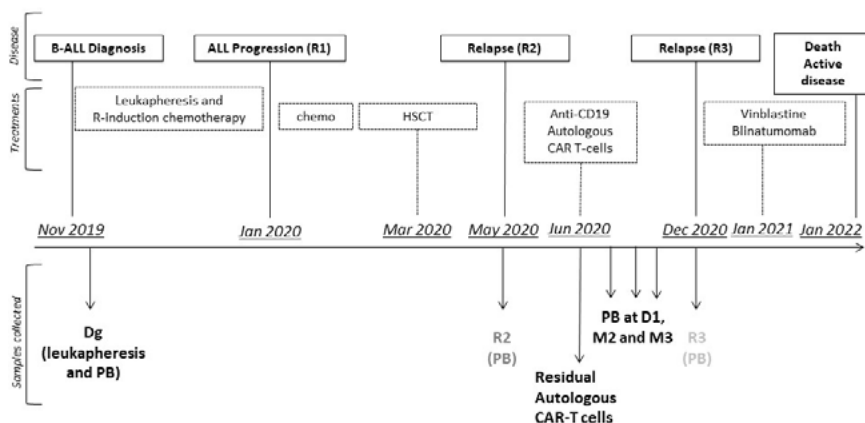 Disease
B-ALL Diagnosis
ALL Progression (R1)
Relapse (R2)
Relapse (R3)
Death
Active
disease
Treatments
Leukapheresis and
R-induction chemotherapy
chemo
HSCT
Anti-CD19
Autologous
CAR T-cells
Vinblastine
Blinatumomab
Nov 2019
Jan 2020
Mar 2020
May 2020
Jun 2020
Dec 2020
Jan 2021
Jan 2022
Samples collected
Dg
(leukapheresis
and PB)
R2
(PB)
Residual
Autologous
CAR-T cells
PB at D1,
M2 and M3
R3
(PB)